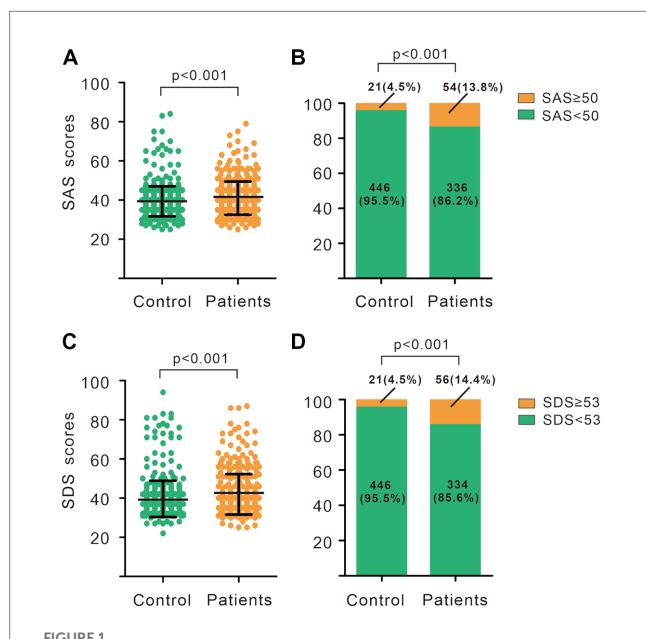 A
p<0.001
SAS scores
100
80
60
40
20
Control Patients
B
p<0.001
21(4.5%) 54(13.8%)
SAS≥50
SAS<50
100
80
60
40
20
446
(95.5%)
336
(86.2%)
Control Patients
C
p<0.001
SDS scores
100
80
60
40
20
Control Patients
D
p<0.001
21(4.5%) 56(14.4%)
SDS≥53
SDS<53
100
80
60
40
20
446
(95.5%)
334
(85.6%)
Control Patients
FIGURE 1